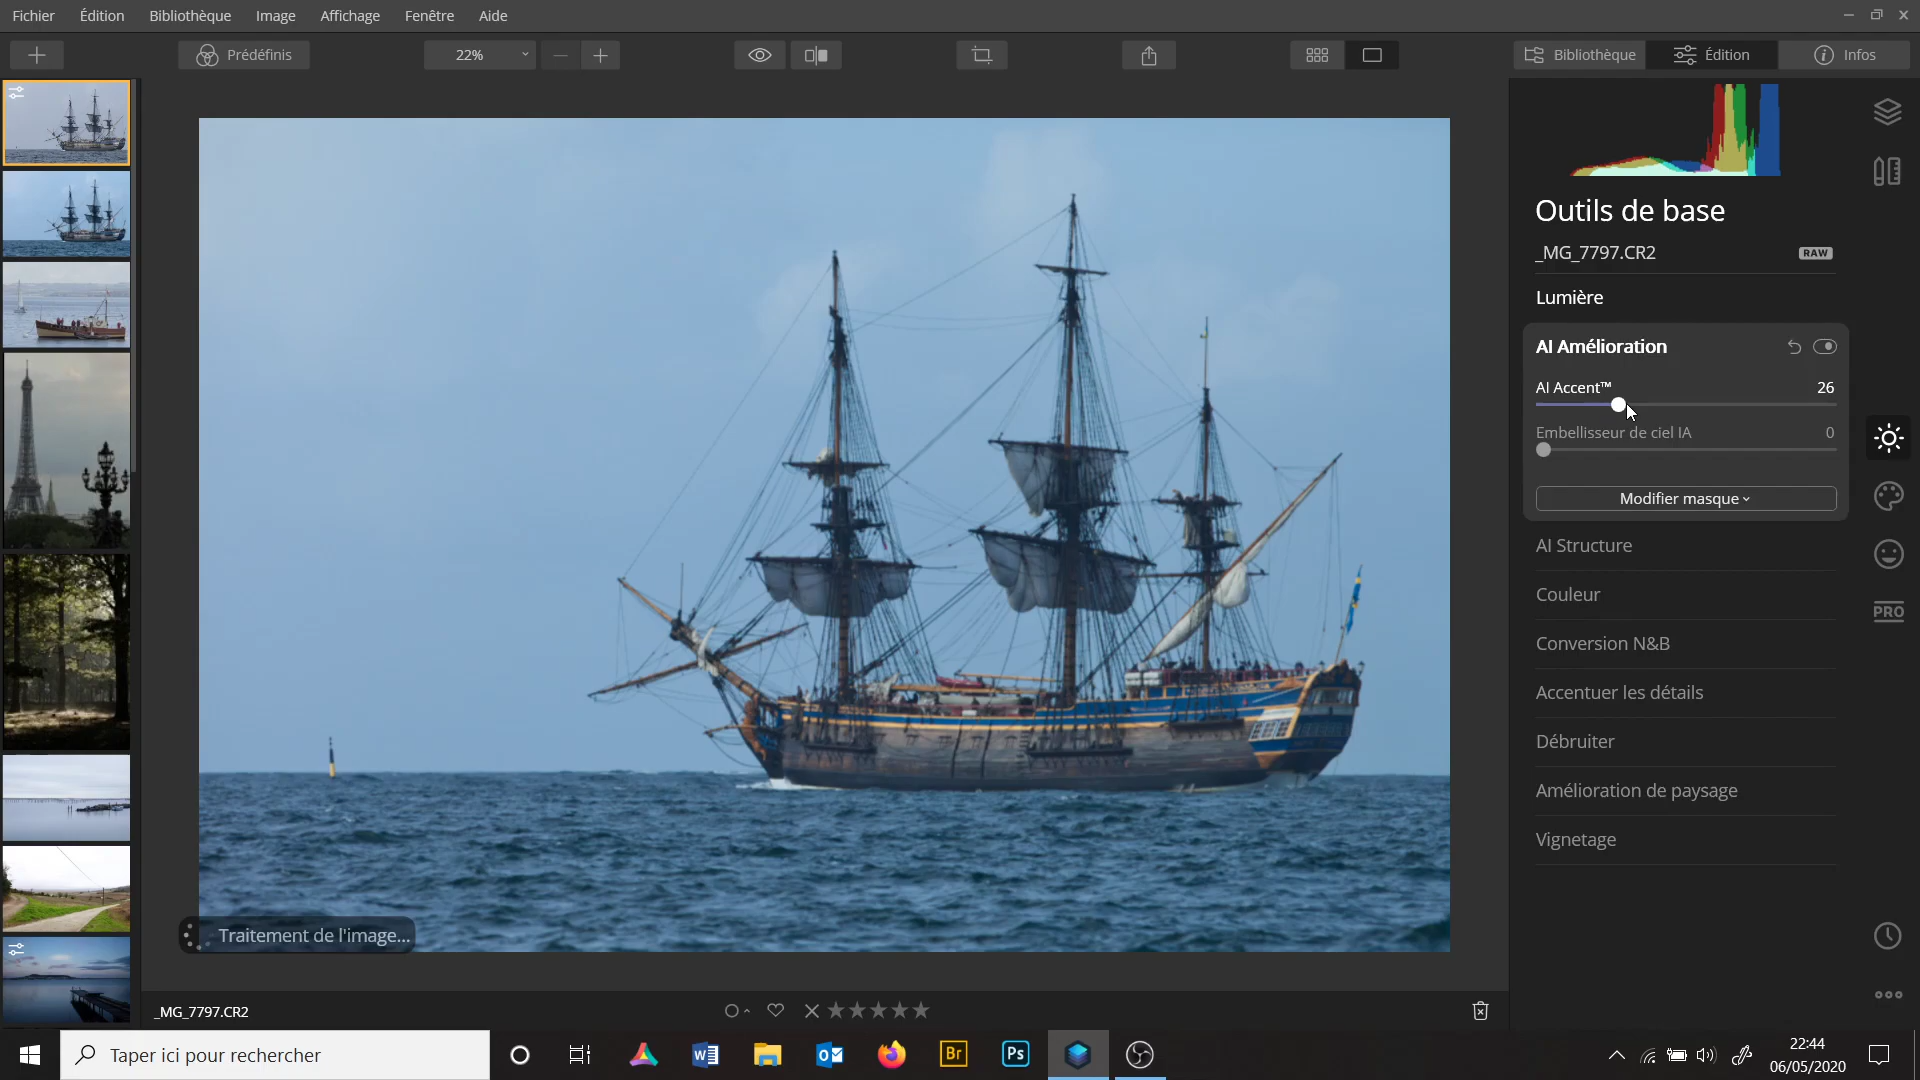 Fichier Édition Bibliothèque Image Affichage Fenêtre Aide
Prédéfinis 22% Bibliothèque Édition Infos
Outils de base
_MG_7797.CR2 RAW
Lumière
AI Amélioration
AI Accent™ 26
Embellisseur de ciel IA 0
Modifier masque
AI Structure
Couleur
Conversion N&B
PRO
Accentuer les détails
Débruiter
Amélioration de paysage
Vignetage
Traitement de l'image...
_MG_7797.CR2
Taper ici pour rechercher
Br
Ps
22:44
06/05/2020